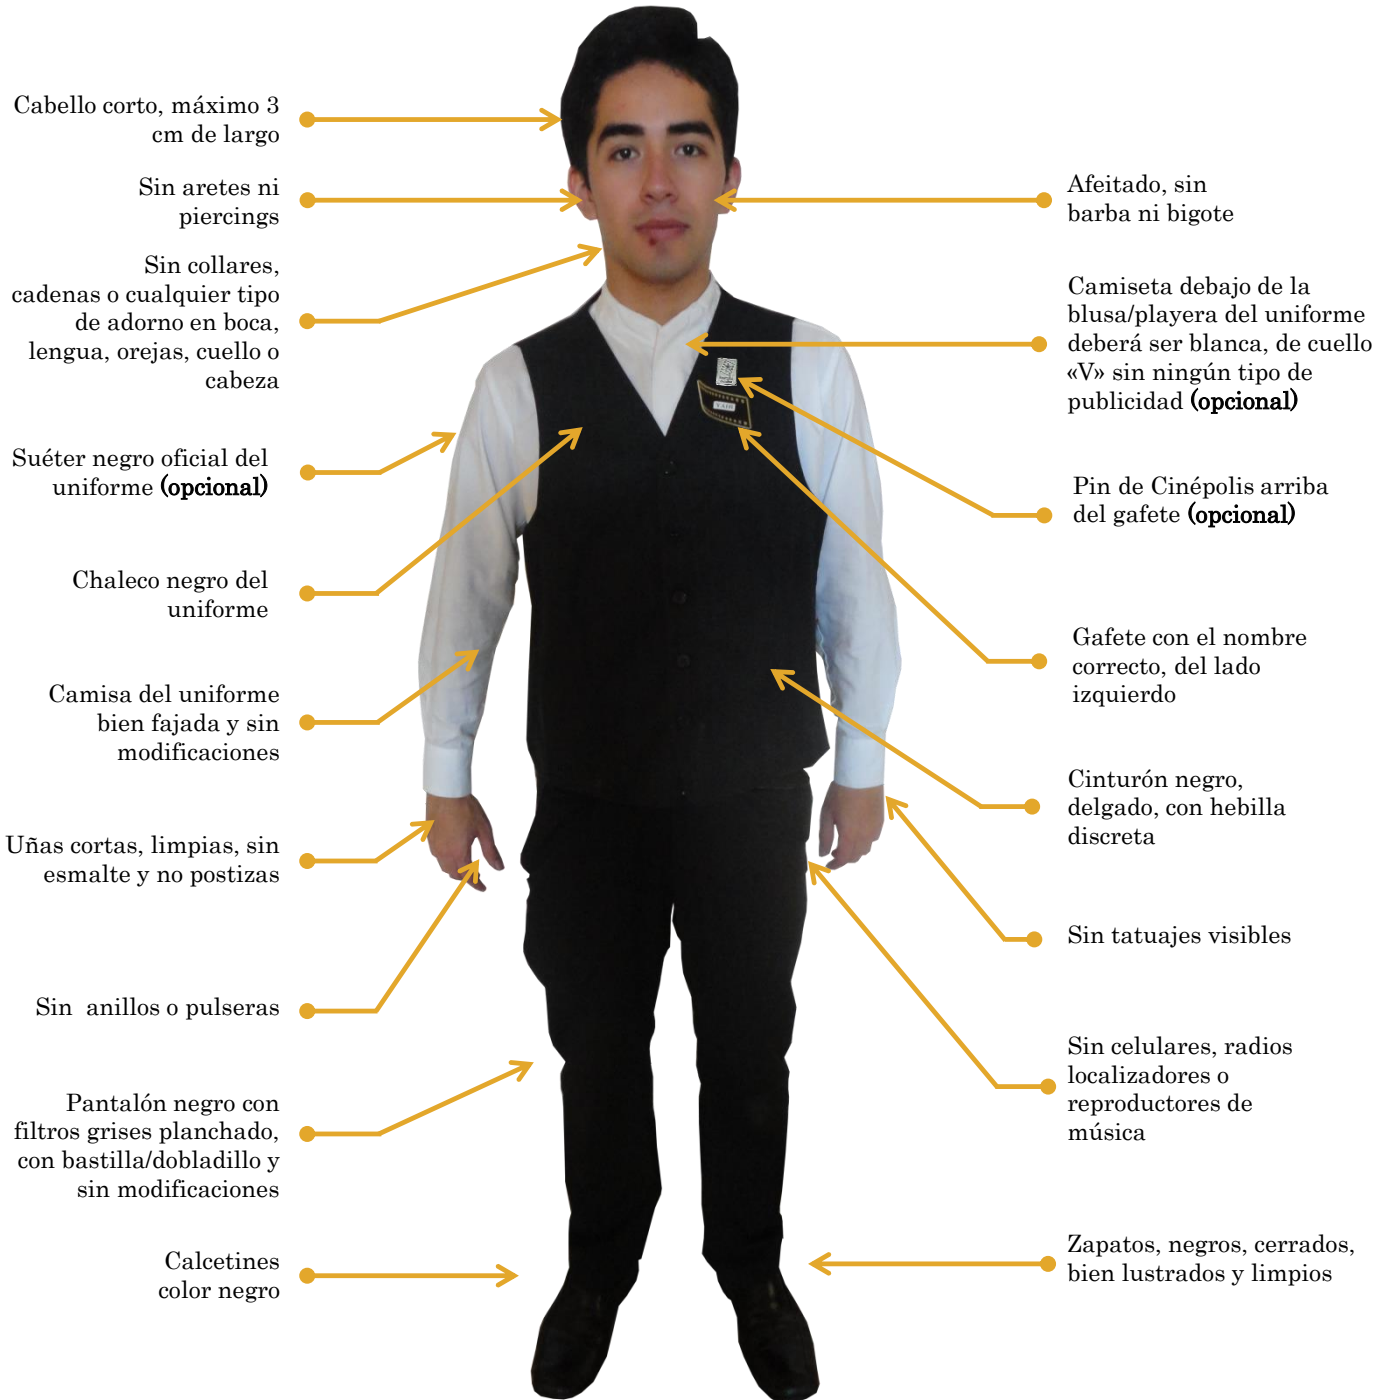 Cabello corto, máximo 3
cm de largo
Sin aretes ni
piercings
Sin collares,
cadenas o cualquier tipo
de adorno en boca,
lengua, orejas, cuello o
cabeza
Suéter negro oficial del
uniforme (opcional)
Chaleco negro del
uniforme
Camisa del uniforme
bien fajada y sin
modificaciones
Uñas cortas, limpias, sin
esmalte y no postizas
Sin anillos o pulseras
Pantalón negro con
filtros grises planchado,
con bastilla/dobladillo y
sin modificaciones
Calcetines
color negro
Afeitado, sin
barba ni bigote
Camiseta debajo de la
blusa/playera del uniforme
deberá ser blanca, de cuello
«V» sin ningún tipo de
publicidad (opcional)
Pin de Cinépolis arriba
del gafete (opcional)
Gafete con el nombre
correcto, del lado
izquierdo
Cinturón negro,
delgado, con hebilla
discreta
Sin tatuajes visibles
Sin celulares, radios
localizadores o
reproductores de
música
Zapatos, negros, cerrados,
bien lustrados y limpios